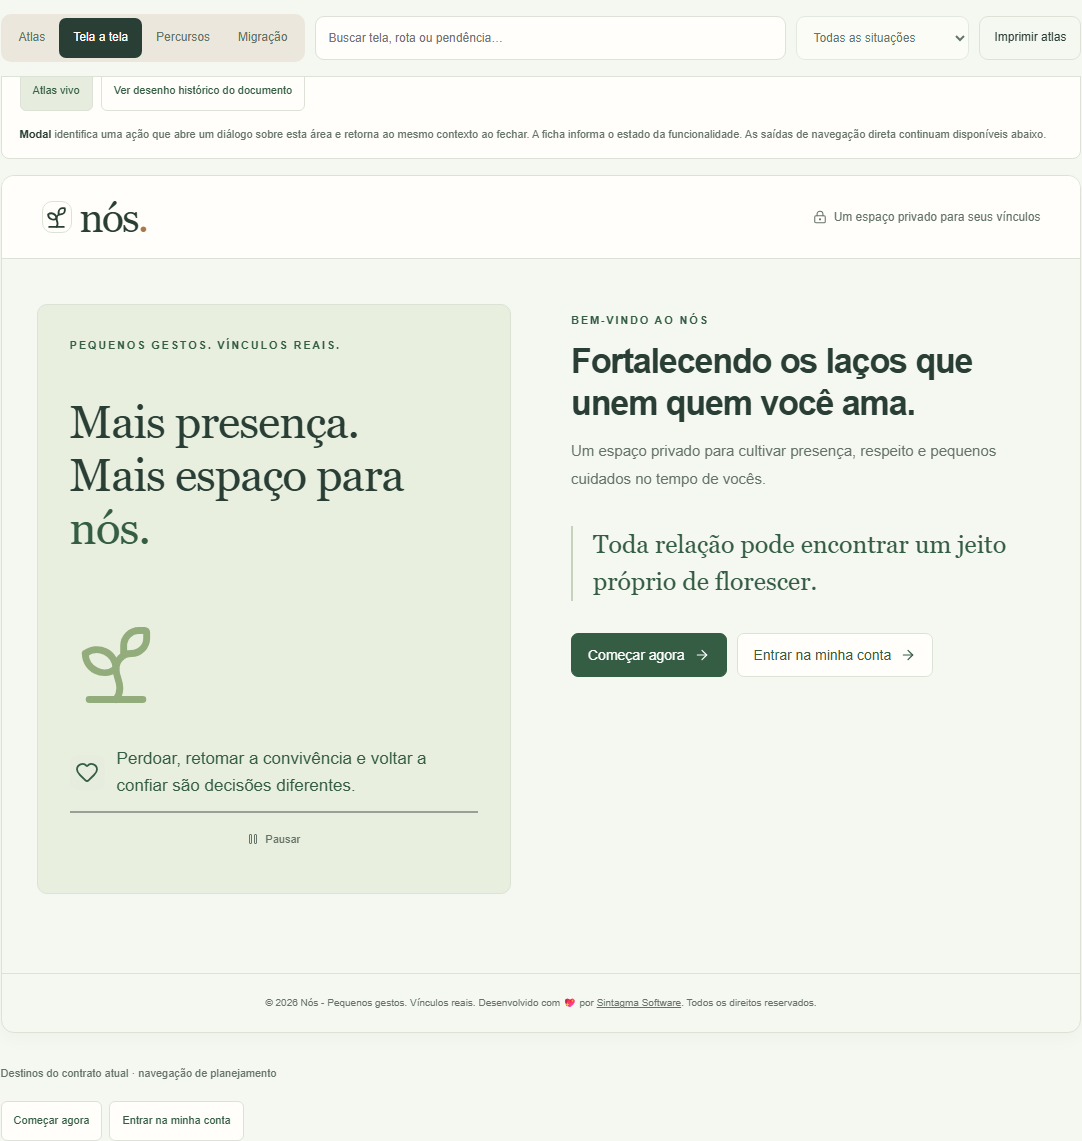 Atlas
Tela a tela
Percursos
Migração
Buscar tela, rota ou pendência...
Todas as situações
Imprimir atlas
Atlas vivo
Ver desenho histórico do documento
Modal identifica uma ação que abre um diálogo sobre esta área e retorna ao mesmo contexto ao fechar. A ficha informa o estado da funcionalidade. As saídas de navegação direta continuam disponíveis abaixo.
nós.
Um espaço privado para seus vínculos
PEQUENOS GESTOS. VÍNCULOS REAIS.
Mais presença.
Mais espaço para
nós.
Perdoar, retomar a convivência e voltar a
confiar são decisões diferentes.
Pausar
BEM-VINDO AO NÓS
Fortalecendo os laços que
unem quem você ama.
Um espaço privado para cultivar presença, respeito e pequenos
cuidados no tempo de vocês.
Toda relação pode encontrar um jeito
próprio de florescer.
Começar agora
Entrar na minha conta
© 2026 Nós - Pequenos gestos. Vínculos reais. Desenvolvido com 💖 por Sintagma Software. Todos os direitos reservados.
Destinos do contrato atual · navegação de planejamento
Começar agora
Entrar na minha conta